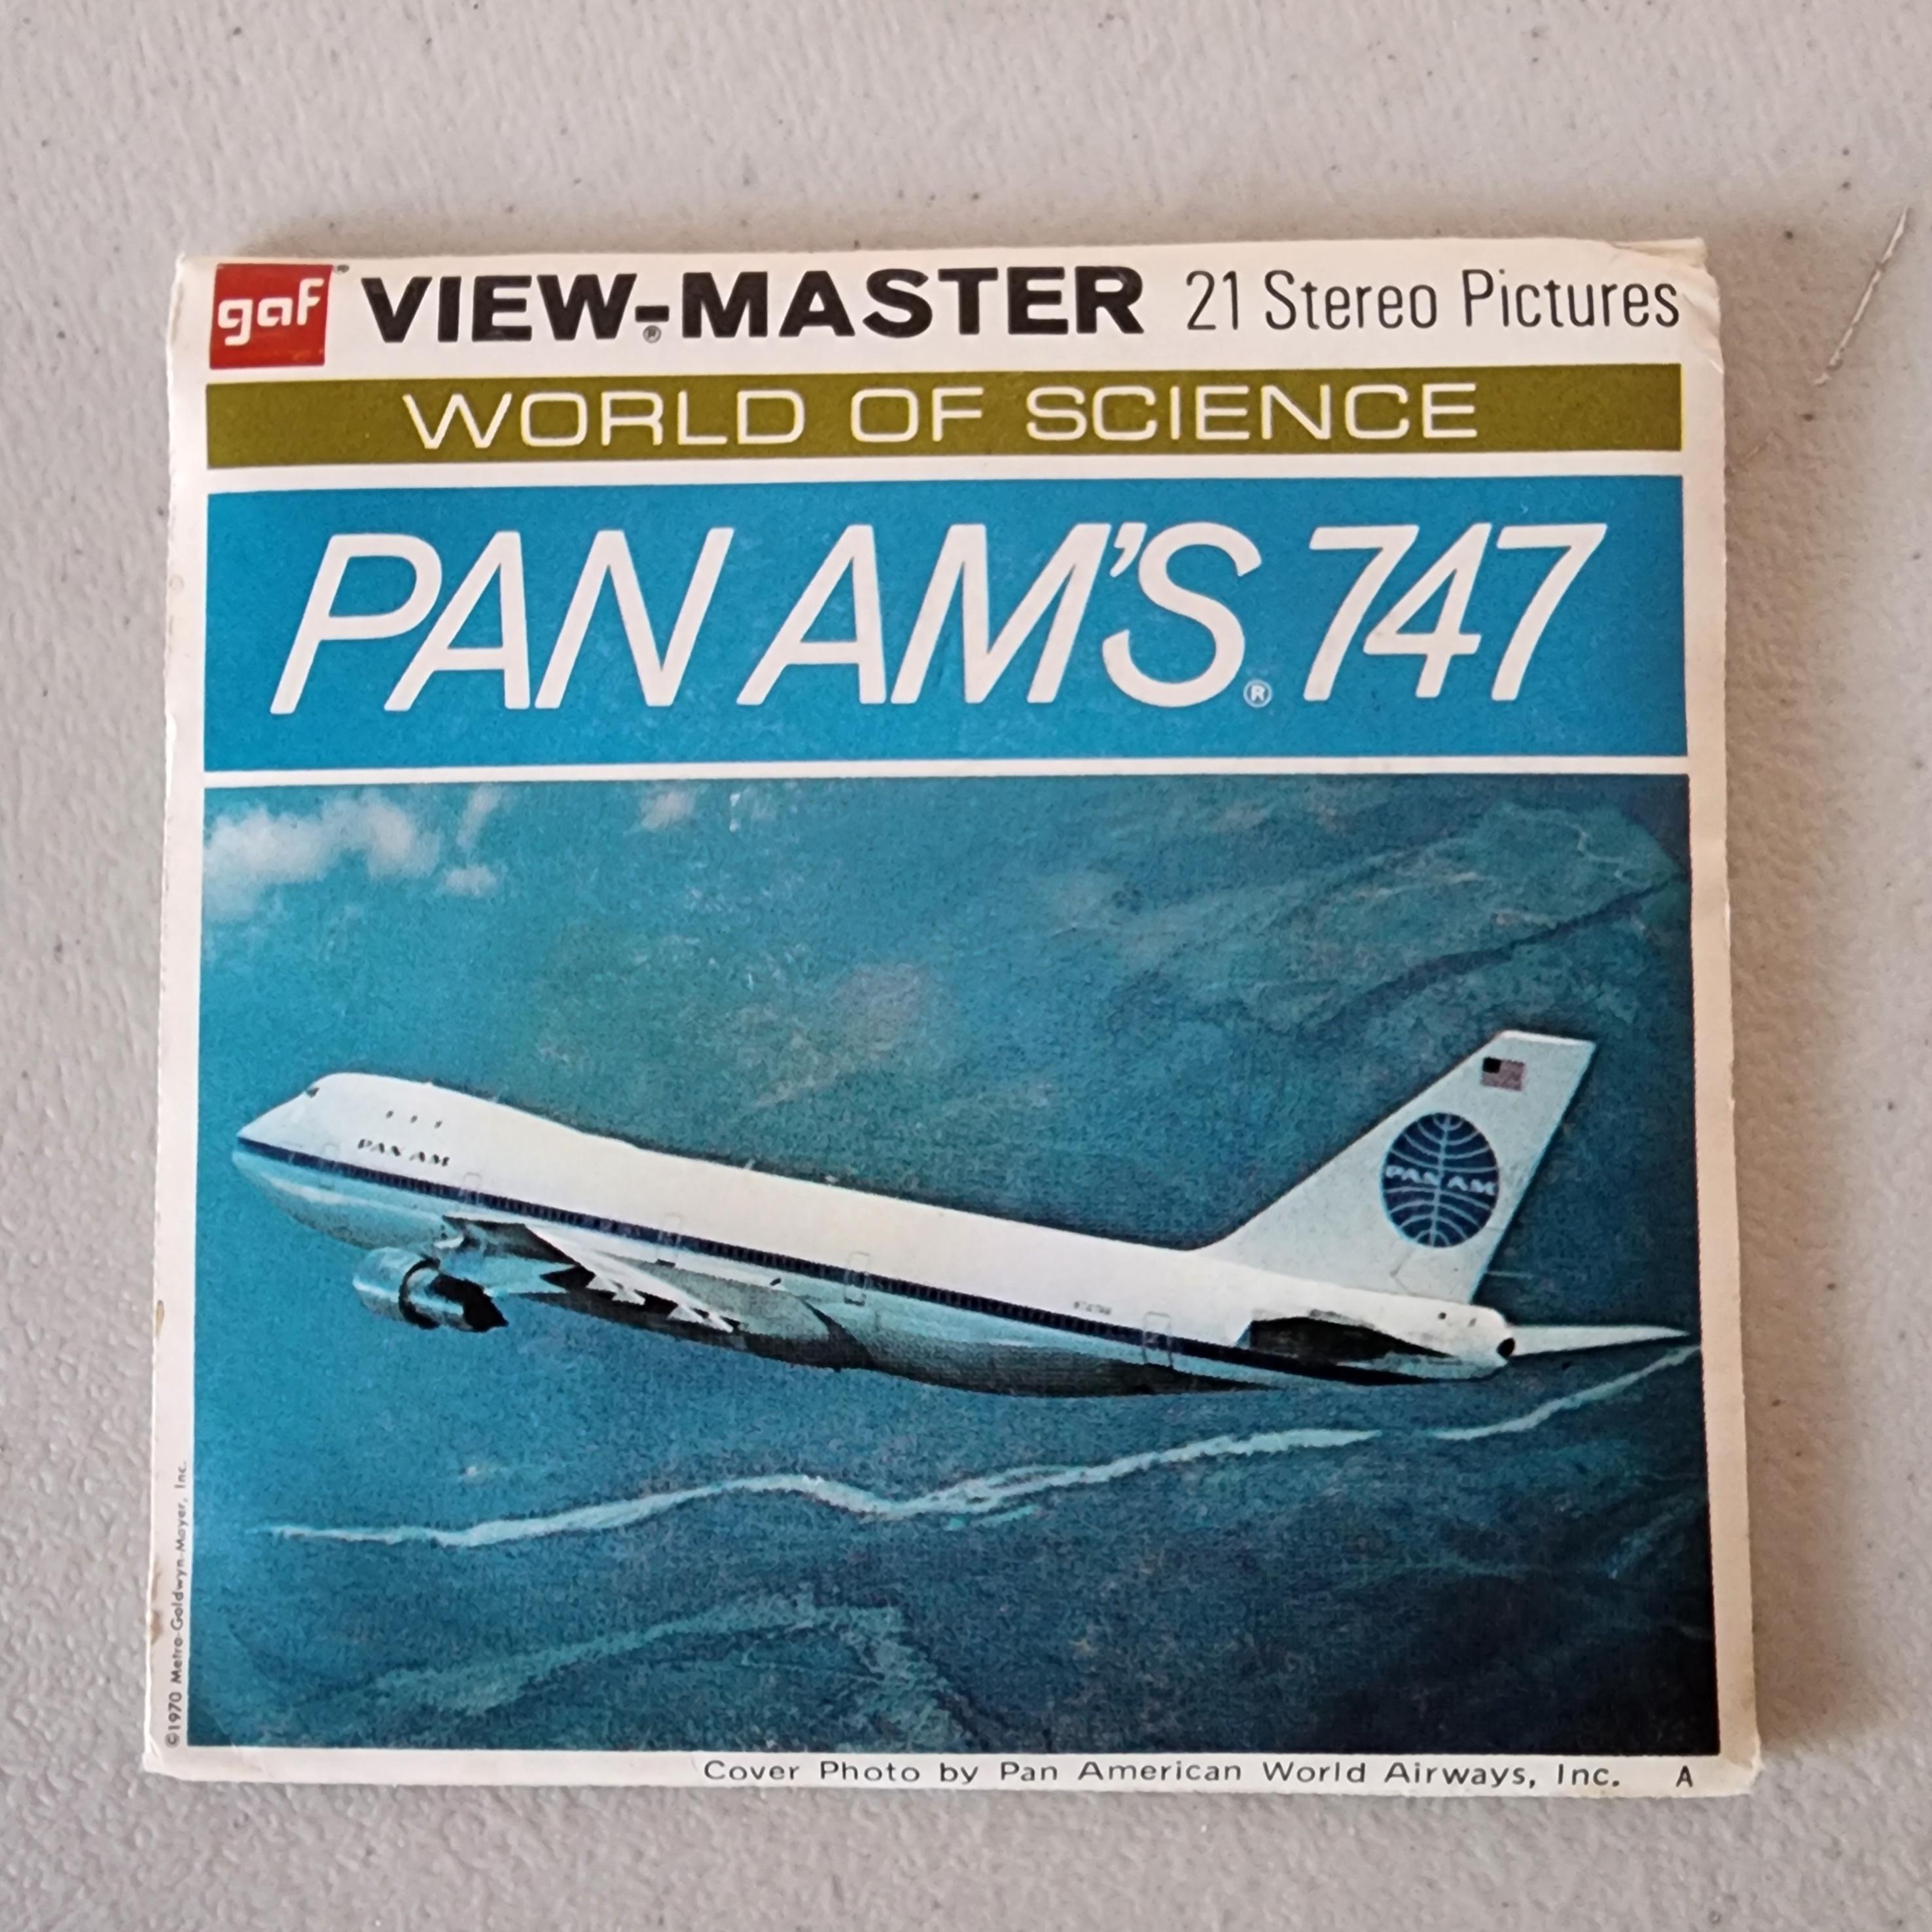 gaf® VIEW-MASTER® 21 Stereo Pictures
WORLD OF SCIENCE
PAN AM'S® 747
PAN AM
PAN AM
©1970 Metro-Goldwyn-Mayer, Inc.
Cover Photo by Pan American World Airways, Inc. A